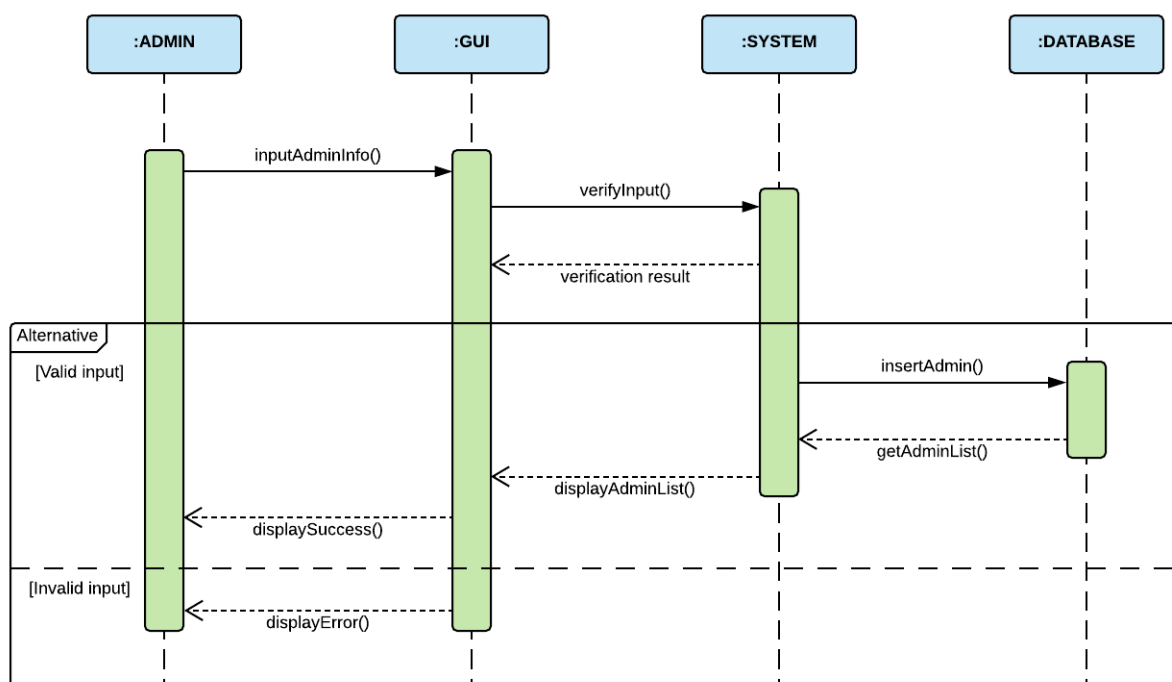 :ADMIN
:GUI
:SYSTEM
:DATABASE
inputAdminInfo()
verifyInput()
verification result
Alternative
[Valid input]
insertAdmin()
getAdminList()
displayAdminList()
displaySuccess()
[Invalid input]
displayError()